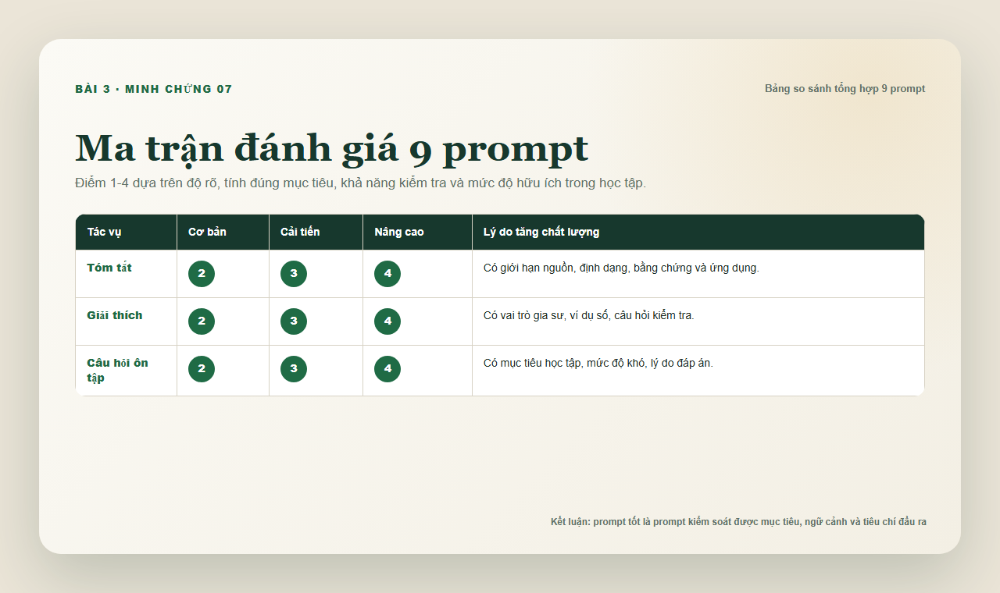 BÀI 3 · MINH CHỨNG 07
Bảng so sánh tổng hợp 9 prompt
Ma trận đánh giá 9 prompt
Điểm 1-4 dựa trên độ rõ, tính đúng mục tiêu, khả năng kiểm tra và mức độ hữu ích trong học tập.
Tác vụ Cơ bản Cải tiến Nâng cao Lý do tăng chất lượng
Tóm tắt 2 3 4 Có giới hạn nguồn, định dạng, bằng chứng và ứng dụng.
Giải thích 2 3 4 Có vai trò gia sư, ví dụ số, câu hỏi kiểm tra.
Câu hỏi ôn 2 3 4 Có mục tiêu học tập, mức độ khó, lý do đáp án.
tập
Kết luận: prompt tốt là prompt kiểm soát được mục tiêu, ngữ cảnh và tiêu chí đầu ra